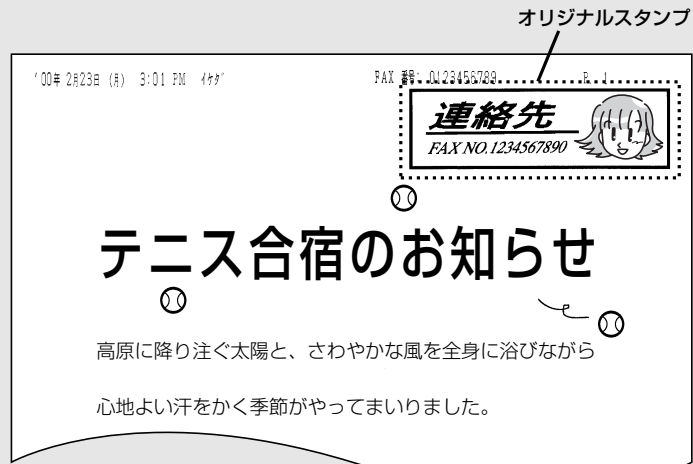 オリジナルスタンプ
'00年 2月23日 (月) 3:01 PM ｲｹﾀﾞ FAX 番号: 0123456789 P. 1
連絡先
FAX NO.1234567890
テニス合宿のお知らせ
高原に降り注ぐ太陽と、さわやかな風を全身に浴びながら
心地よい汗をかく季節がやってまいりました。